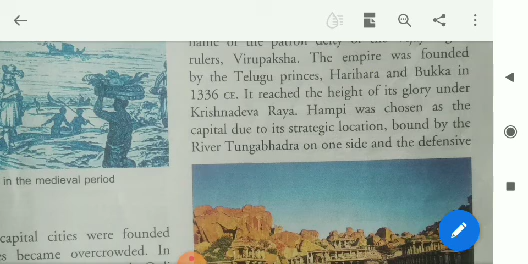 rulers, Virupaksha. The empire was founded
by the Telugu princes, Harihara and Bukka in
1336 CE. It reached the height of its glory under
Krishnadeva Raya. Hampi was chosen as the
capital due to its strategic location, bound by the
River Tungabhadra on one side and the defensive
in the medieval period
capital cities were founded
became overcrowded. In